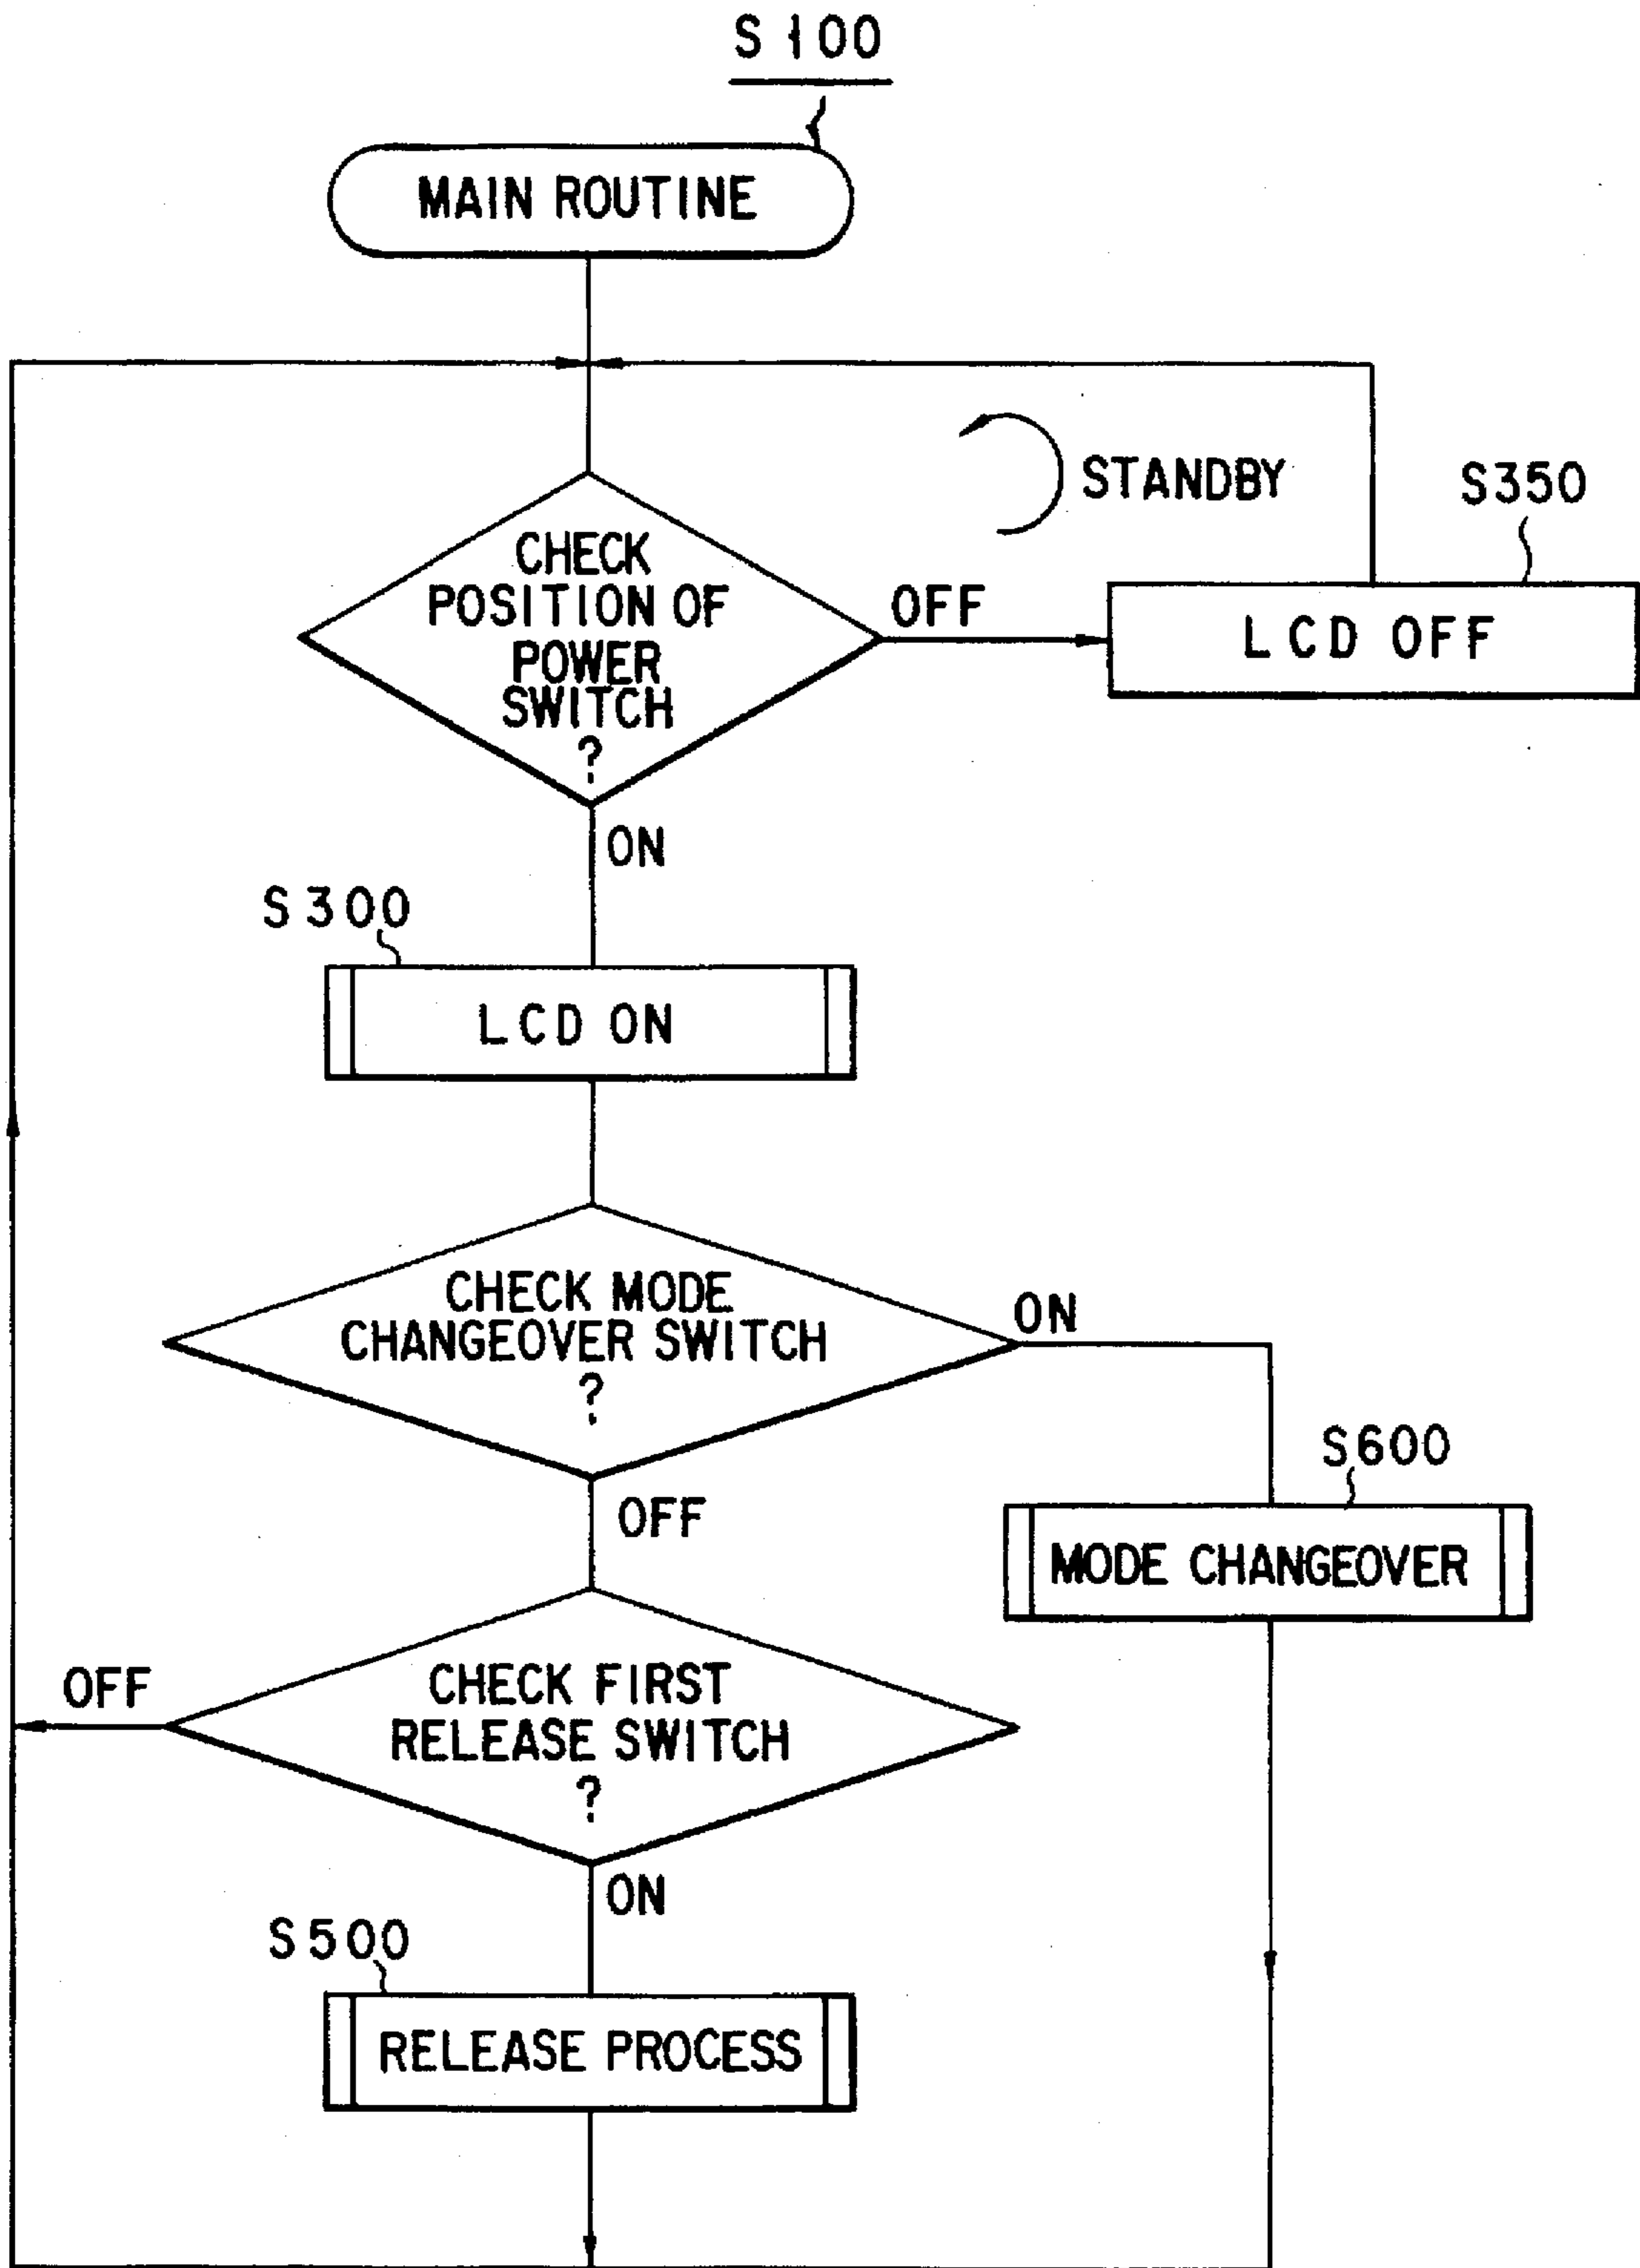 S100
MAIN ROUTINE
STANDBY
S350
CHECK
POSITION OF
POWER
SWITCH
?
OFF
LCD OFF
ON
S300
LCD ON
CHECK MODE
CHANGEOVER SWITCH
?
ON
S600
OFF
MODE CHANGEOVER
CHECK FIRST
RELEASE SWITCH
?
OFF
ON
S500
RELEASE PROCESS